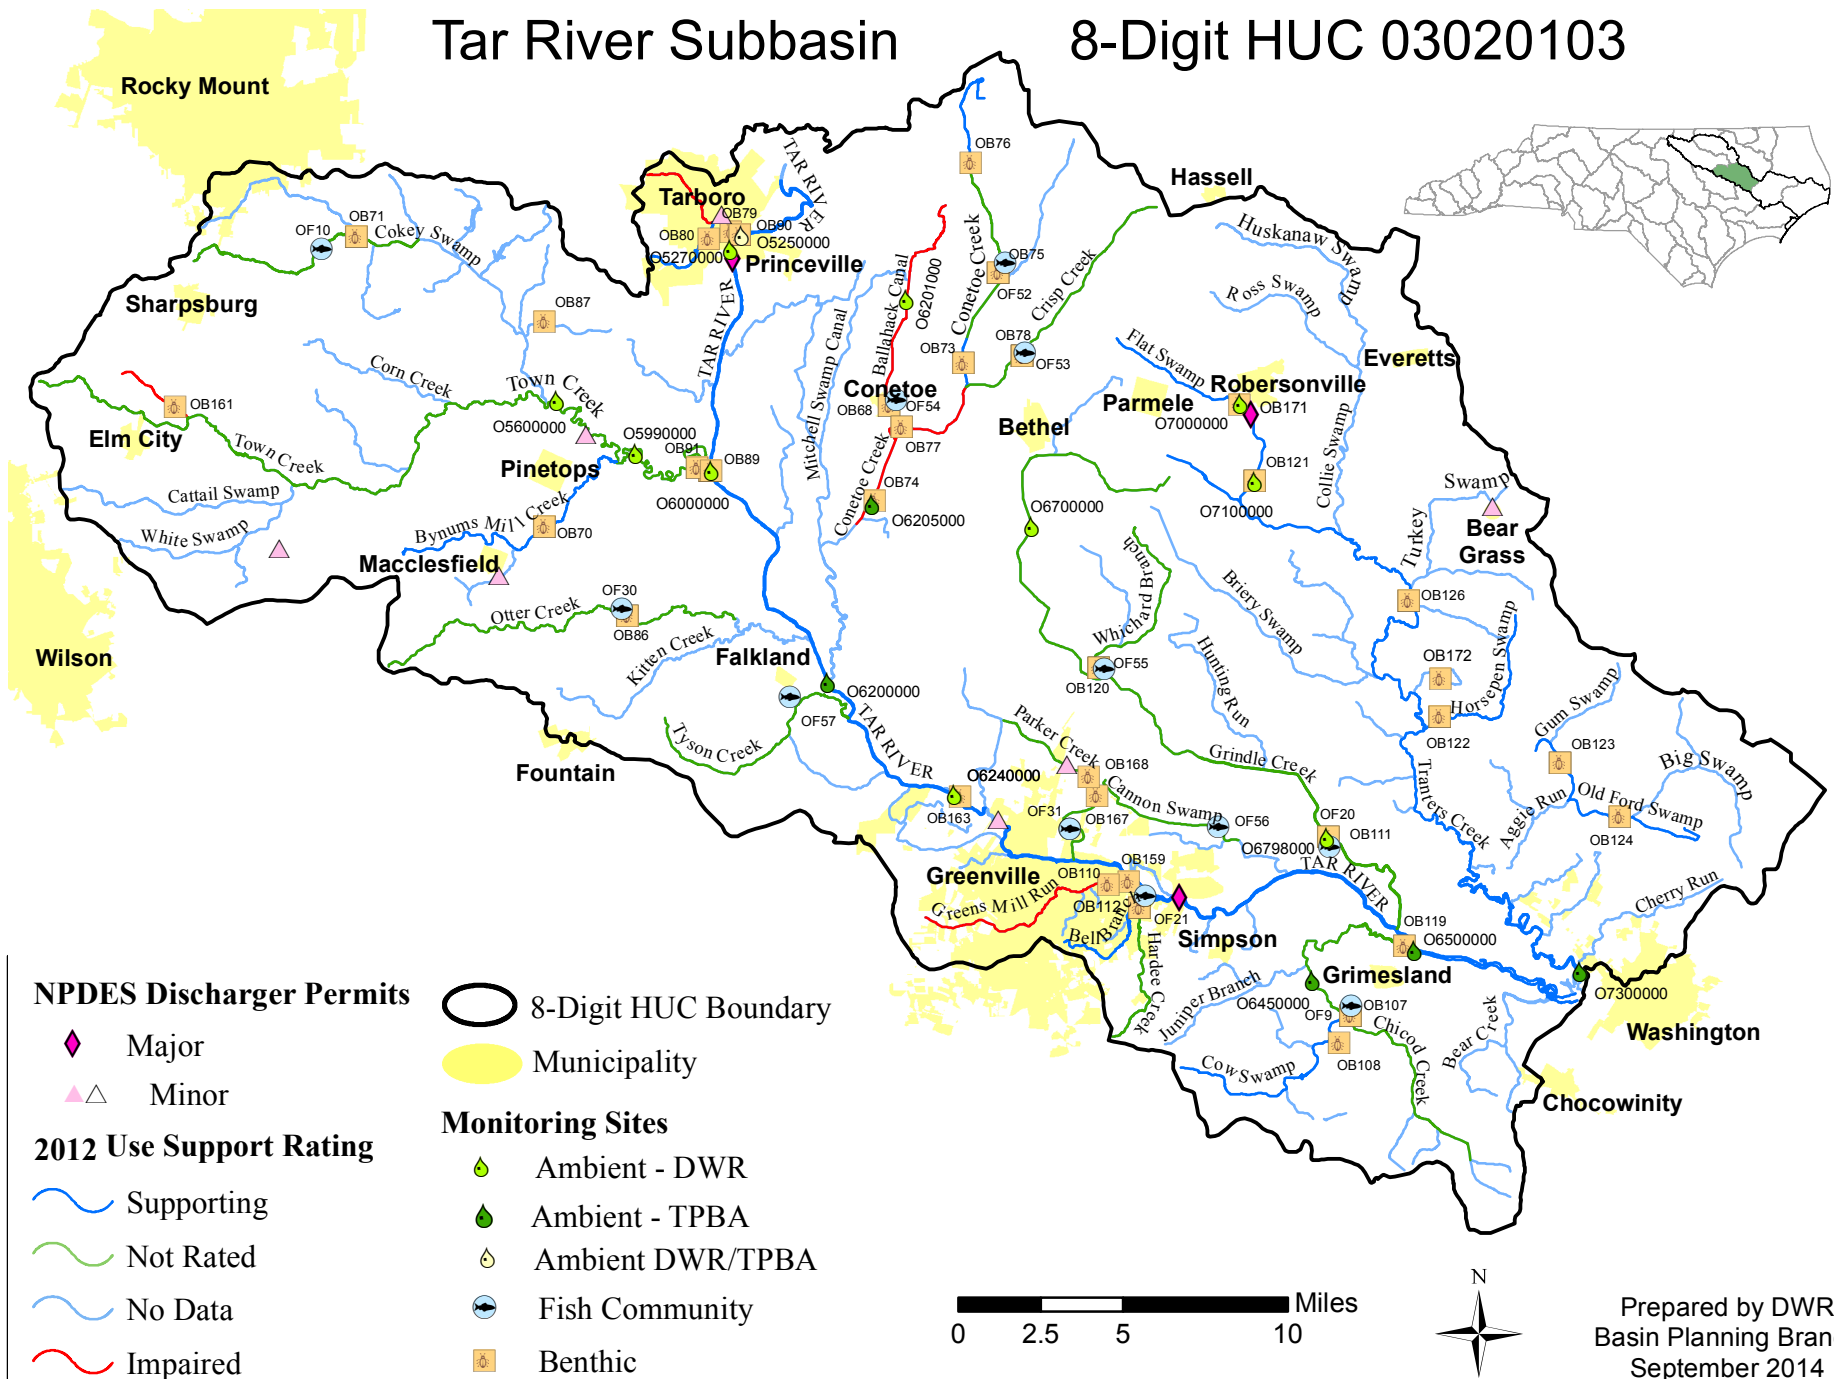 Tar River Subbasin 8-Digit HUC 03020103
Rocky Mount
Hassell
Tarboro
Princeville
Sharpsburg
Elm City
Pinetops
Macclesfield
Wilson
Fountain
Falkland
Conetoe
Bethel
Parmele
Robersonville
Everetts
Bear
Grass
Greenville
Simpson
Grimesland
Washington
Chocowinity
TAR RIVER
TAR RIVER
TAR RIVER
TAR RIVER
Cokey Swamp
Corn Creek
Town Creek
Town Creek
Cattail Swamp
White Swamp
Bynums Mill Creek
Otter Creek
Kitten Creek
Tyson Creek
Mitchell Swamp Canal
Ballahack Canal
Conetoe Creek
Conetoe Creek
Crisp Creek
Huskanaw Swamp
Ross Swamp
Flat Swamp
Collie Swamp
Turkey Swamp
Briery Swamp
Whichard Branch
Hunting Run
Horsepen Swamp
Gum Swamp
Big Swamp
Old Ford Swamp
Aggie Run
Tranters Creek
Cherry Run
Grindle Creek
Parker Creek
Cannon Swamp
Greens Mill Run
Bell Branch
Hardee Creek
Juniper Branch
Cow Swamp
Chicod Creek
Bear Creek
OB76
OB71
OF10
OB79
OB80
OB90
O5250000
O5270000
OB75
OF52
O6201000
OB87
OB73
OB78
OF53
OB161
OB68
OF54
OB77
OB171
O7000000
O5600000
O5990000
OB91
OB89
O6000000
OB74
O6205000
O6700000
OB121
O7100000
OB70
OF30
OB86
OB126
OB172
OF55
OB120
O6200000
OF57
OB122
OB123
OB124
O6240000
OB163
OB168
OF31
OB167
OF56
OF20
OB111
O6798000
OB159
OB110
OB112
OF21
OB119
O6500000
O6450000
OF9
OB107
OB108
O7300000
NPDES Discharger Permits
Major
Minor
2012 Use Support Rating
Supporting
Not Rated
No Data
Impaired
8-Digit HUC Boundary
Municipality
Monitoring Sites
Ambient - DWR
Ambient - TPBA
Ambient DWR/TPBA
Fish Community
Benthic
Miles
0 2.5 5 10
N
Prepared by DWR
Basin Planning Bran
September 2014